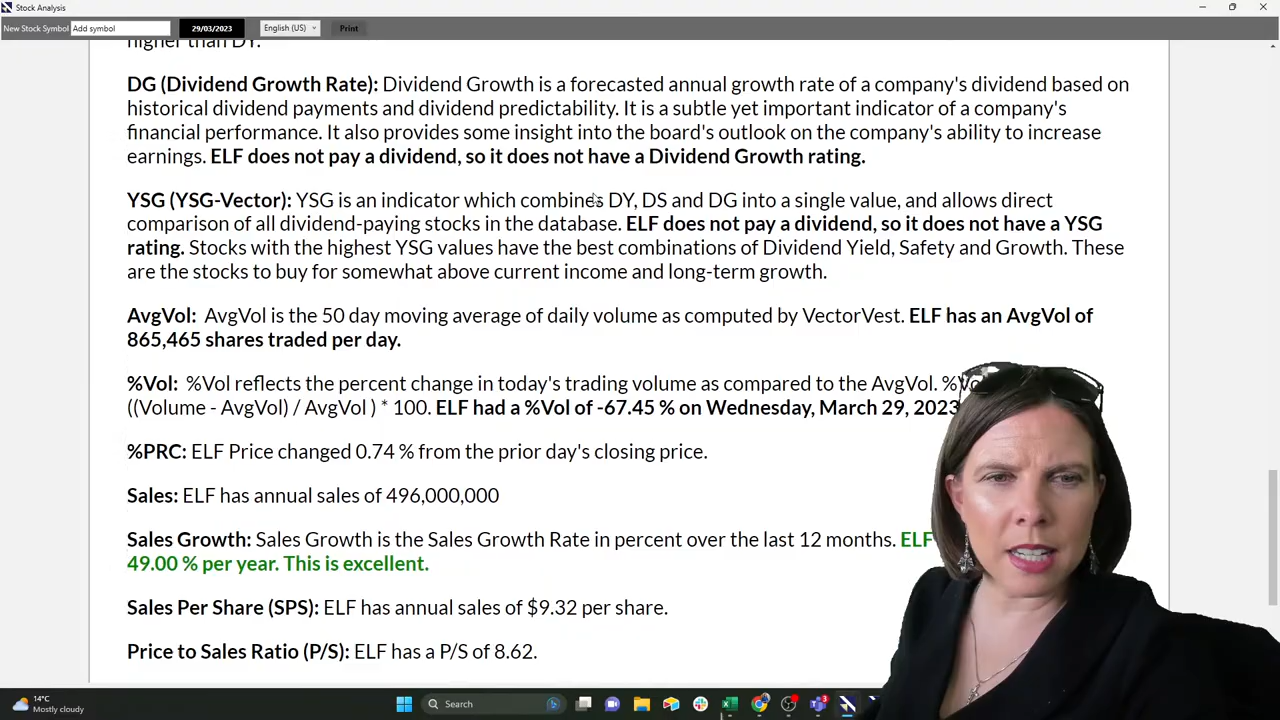 Stock Analysis
New Stock Symbol Add symbol 29/03/2023 English (US) Print
higher than DY.
DG (Dividend Growth Rate): Dividend Growth is a forecasted annual growth rate of a company's dividend based on
historical dividend payments and dividend predictability. It is a subtle yet important indicator of a company's
financial performance. It also provides some insight into the board's outlook on the company's ability to increase
earnings. ELF does not pay a dividend, so it does not have a Dividend Growth rating.
YSG (YSG-Vector): YSG is an indicator which combines DY, DS and DG into a single value, and allows direct
comparison of all dividend-paying stocks in the database. ELF does not pay a dividend, so it does not have a YSG
rating. Stocks with the highest YSG values have the best combinations of Dividend Yield, Safety and Growth. These
are the stocks to buy for somewhat above current income and long-term growth.
AvgVol: AvgVol is the 50 day moving average of daily volume as computed by VectorVest. ELF has an AvgVol of
865,465 shares traded per day.
%Vol: %Vol reflects the percent change in today's trading volume as compared to the AvgVol.
((Volume - AvgVol) / AvgVol ) * 100. ELF had a %Vol of -67.45 % on Wednesday, March 29, 2023
%PRC: ELF Price changed 0.74 % from the prior day's closing price.
Sales: ELF has annual sales of 496,000,000
Sales Growth: Sales Growth is the Sales Growth Rate in percent over the last 12 months. ELF
49.00 % per year. This is excellent.
Sales Per Share (SPS): ELF has annual sales of $9.32 per share.
Price to Sales Ratio (P/S): ELF has a P/S of 8.62.
14°C
Mostly cloudy
Search